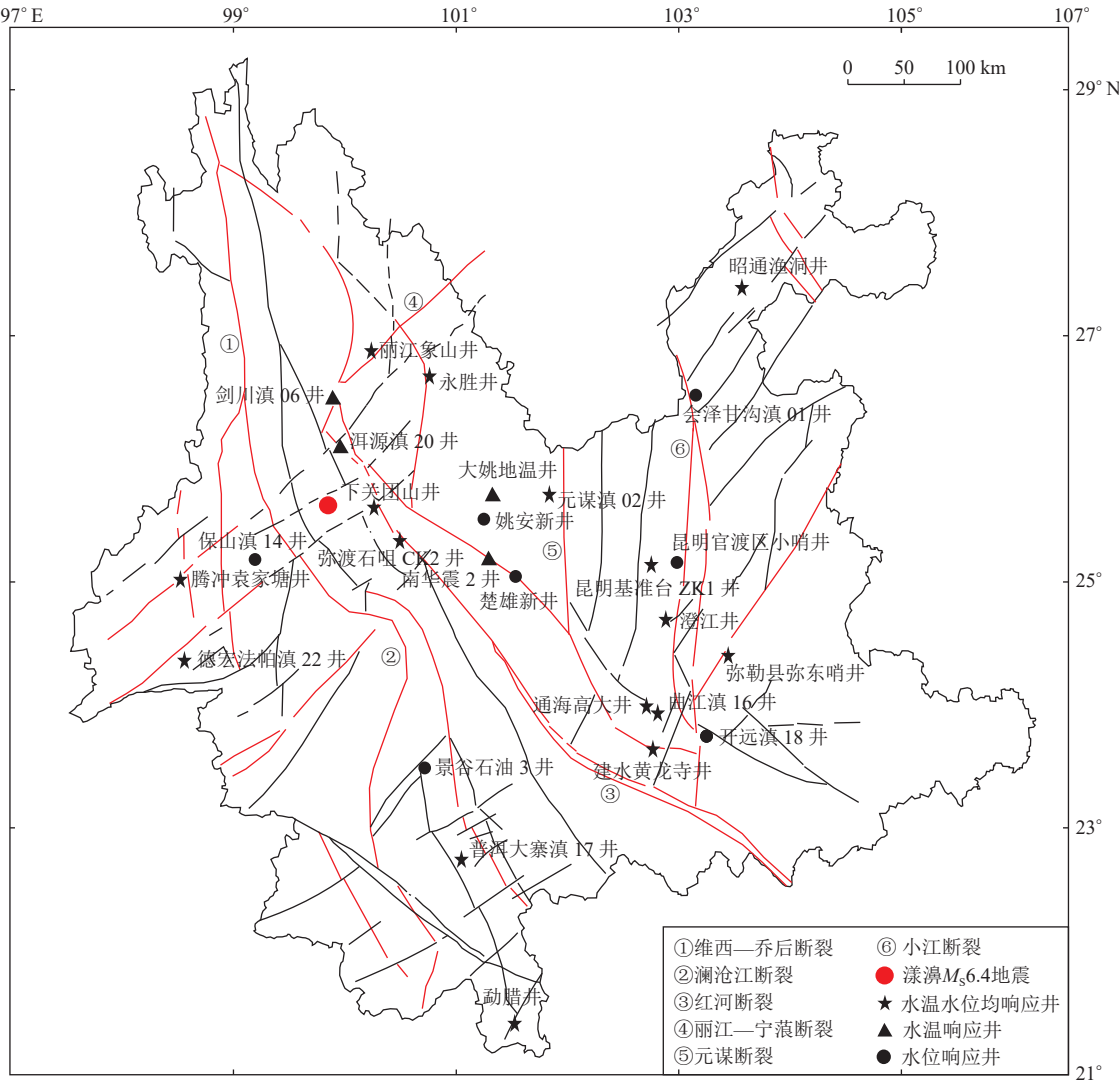 97° E
99°
101°
103°
105°
107°
0
50
100 km
29° N
昭通渔洞井
④
27°
①
丽江象山井
永胜井
剑川滇 06 井
会泽甘沟滇 01 井
洱源滇 20 井
⑥
大姚地温井
下关团山井
元谋滇 02 井
姚安新井
保山滇 14 井
弥渡石咀 CK2 井
⑤
昆明官渡区小哨井
腾冲袁家塘井
南华震 2 井
昆明基准台 ZK1 井
25°
楚雄新井
澄江井
②
德宏法帕滇 22 井
弥勒县弥东哨井
通海高大井
曲江滇 16 井
开远滇 18 井
景谷石油 3 井
建水黄龙寺井
③
23°
普洱大寨滇 17 井
勐腊井
①维西—乔后断裂
②澜沧江断裂
③红河断裂
④丽江—宁蒗断裂
⑤元谋断裂
⑥ 小江断裂
漾濞MS6.4地震
水温水位均响应井
水温响应井
水位响应井
21°